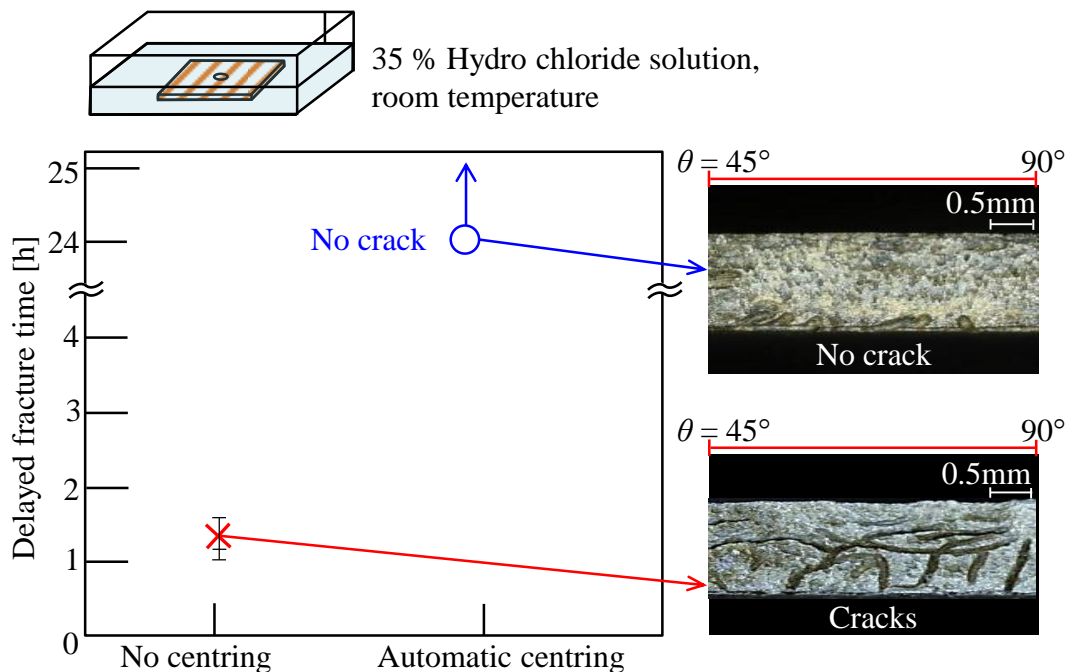 35 % Hydro chloride solution,
room temperature
Delayed fracture time [h]
25
24
4
3
2
1
0
No crack
No centring
Automatic centring
θ = 45°
90°
0.5mm
No crack
θ = 45°
90°
0.5mm
Cracks